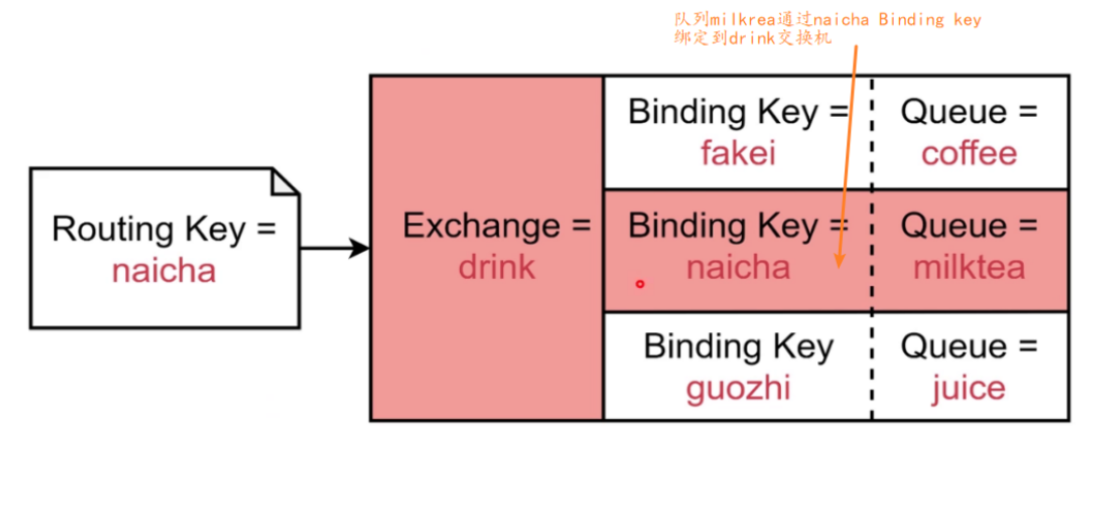 队列milkrea通过naicha Binding key
绑定到drink交换机
Binding Key =
fakei
Queue =
coffee
Routing Key =
naicha
Exchange =
drink
Binding Key =
naicha
Queue =
milktea
Binding Key
guozhi
Queue =
juice